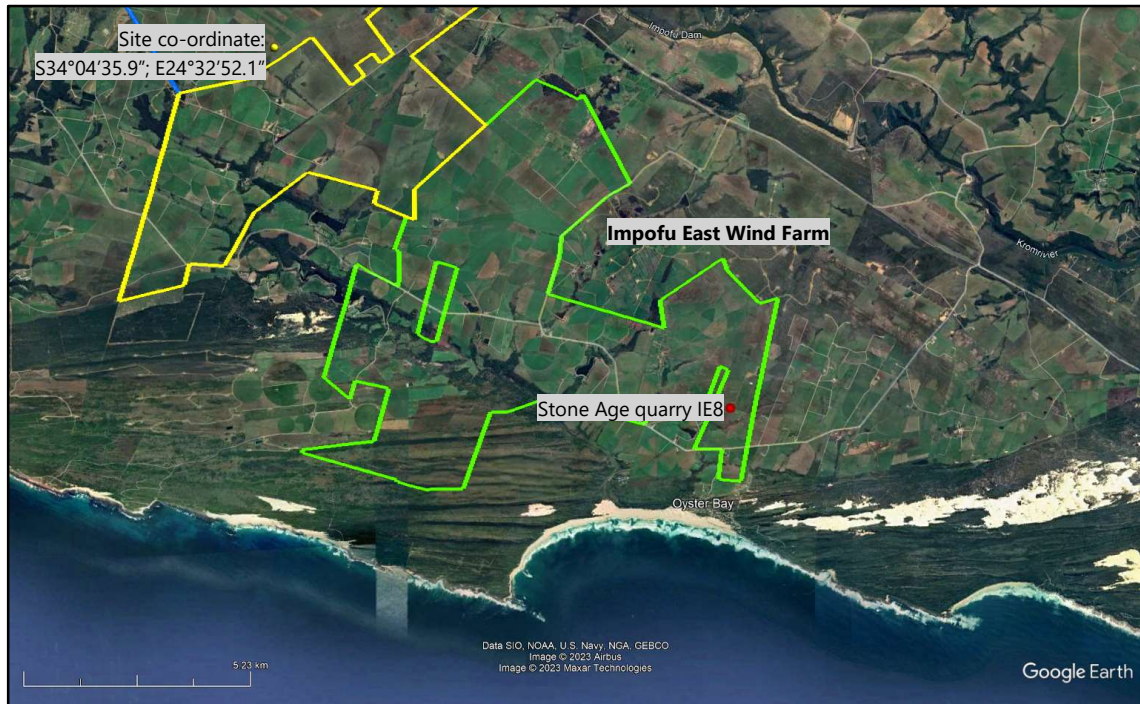 Site co-ordinate:
S34°04’35.9”; E24°32’52.1”
Impofu Dam
Impofu East Wind Farm
Kromrivier
Stone Age quarry IE8
Oyster Bay
5.23 km
Data SIO, NOAA, U.S. Navy, NGA, GEBCO
Image © 2023 Airbus
Image © 2023 Maxar Technologies
Google Earth